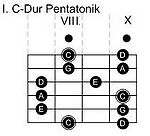 I. C-Dur Pentatonik
VIII. X
C D
G A
D E
A C
E G
C D